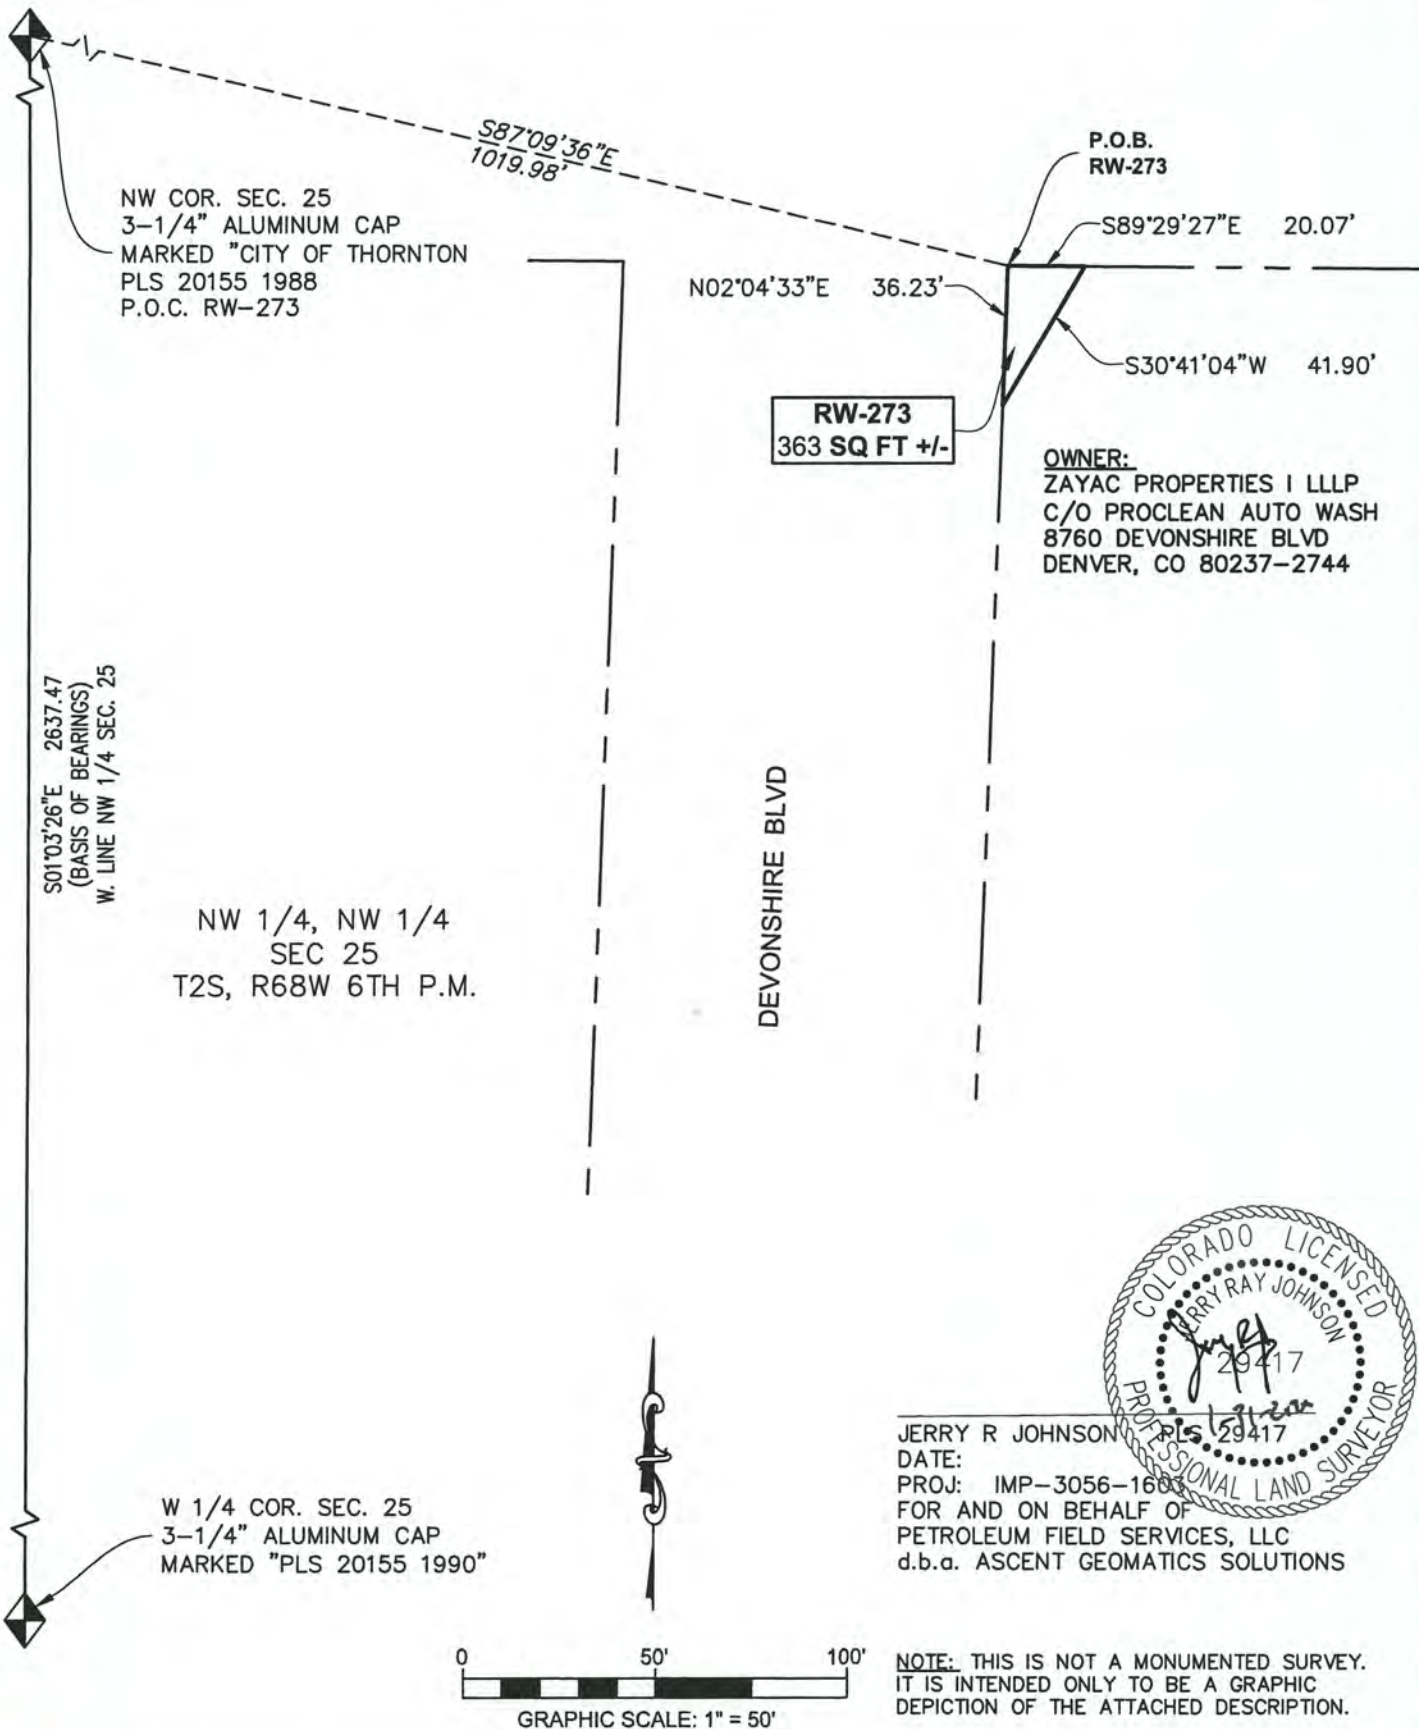 S87°09'36"E
1019.98'
P.O.B.
RW-273
NW COR. SEC. 25
3-1/4" ALUMINUM CAP
MARKED "CITY OF THORNTON
PLS 20155 1988
P.O.C. RW-273
S89°29'27"E 20.07'
N02°04'33"E 36.23'
S30°41'04"W 41.90'
RW-273
363 SQ FT +/-
OWNER:
ZAYAC PROPERTIES I LLLP
C/O PROCLEAN AUTO WASH
8760 DEVONSHIRE BLVD
DENVER, CO 80237-2744
S01°03'26"E 2637.47
(BASIS OF BEARINGS)
W. LINE NW 1/4 SEC. 25
DEVONSHIRE BLVD
NW 1/4, NW 1/4
SEC 25
T2S, R68W 6TH P.M.
COLORADO LICENSED
JERRY RAY JOHNSON
29417
PROFESSIONAL LAND SURVEYOR
JERRY R JOHNSON PLS 29417
DATE:
PROJ: IMP-3056-1603
FOR AND ON BEHALF OF
PETROLEUM FIELD SERVICES, LLC
d.b.a. ASCENT GEOMATICS SOLUTIONS
W 1/4 COR. SEC. 25
3-1/4" ALUMINUM CAP
MARKED "PLS 20155 1990"
0 50' 100'
GRAPHIC SCALE: 1" = 50'
NOTE: THIS IS NOT A MONUMENTED SURVEY.
IT IS INTENDED ONLY TO BE A GRAPHIC
DEPICTION OF THE ATTACHED DESCRIPTION.